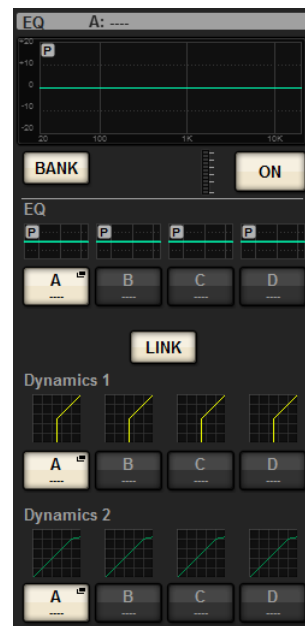 EQ A: ----
+20
P
+10
0
-10
-20
20 100 1K 10K
BANK
ON
EQ
P P P P
A B C D
---- ---- ---- ----
LINK
Dynamics 1
A B C D
---- ---- ---- ----
Dynamics 2
A B C D
---- ---- ---- ----